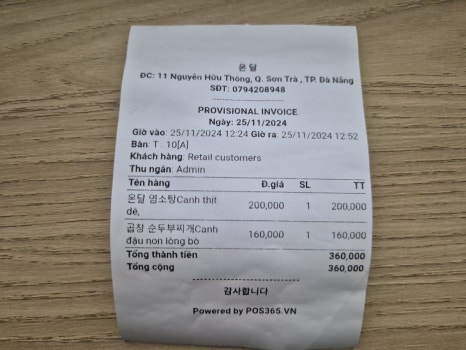 온달
ĐC: 11 Nguyễn Hữu Thông, Q. Sơn Trà , TP. Đà Nẵng
SĐT: 0794208948
PROVISIONAL INVOICE
Ngày: 25/11/2024
Giờ vào: 25/11/2024 12:24 Giờ ra: 25/11/2024 12:52
Bàn: T . 10[A]
Khách hàng: Retail customers
Thu ngân: Admin
Tên hàng Đ.giá SL TT
온달 염소탕Canh thịt 200,000 1 200,000
dê,
곱창 순두부찌개Canh 160,000 1 160,000
đậu non lòng bò
Tổng thành tiền 360,000
Tổng cộng 360,000
감사합니다
Powered by POS365.VN